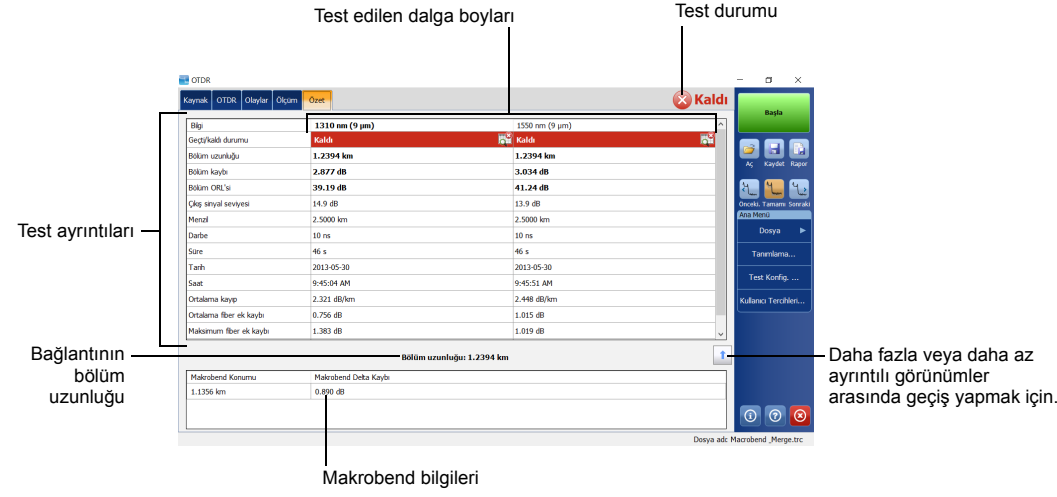 Test edilen dalga boyları
Test durumu
OTDR
Kaynak OTDR Olaylar Ölçüm Özet
Kaldı
Başla
Bilgi 1310 nm (9 µm) 1550 nm (9 µm)
Geçti/kaldı durumu Kaldı Kaldı
Bölüm uzunluğu 1.2394 km 1.2394 km
Bölüm kaybı 2.877 dB 3.034 dB
Bölüm ORL'si 39.19 dB 41.24 dB
Çıkış sinyal seviyesi 14.9 dB 13.9 dB
Menzil 2.5000 km 2.5000 km
Darbe 10 ns 10 ns
Süre 46 s 46 s
Tarih 2013-05-30 2013-05-30
Saat 9:45:04 AM 9:45:51 AM
Ortalama kayıp 2.321 dB/km 2.448 dB/km
Ortalama fiber ek kaybı 0.756 dB 1.015 dB
Maksimum fiber ek kaybı 1.383 dB 1.019 dB
Aç Kaydet Rapor
Önceki. Tamamı Sonraki
Ana Menü
Dosya
Tanımlama...
Test Konfig. ...
Kullanıcı Tercihleri...
Test ayrıntıları
Bağlantının
bölüm
uzunluğu
Bölüm uzunluğu: 1.2394 km
Daha fazla veya daha az
ayrıntılı görünümler
arasında geçiş yapmak için.
Makrobend Konumu Makrobend Delta Kaybı
1.1356 km 0.890 dB
Dosya adı: Macrobend _Merge.trc
Makrobend bilgileri